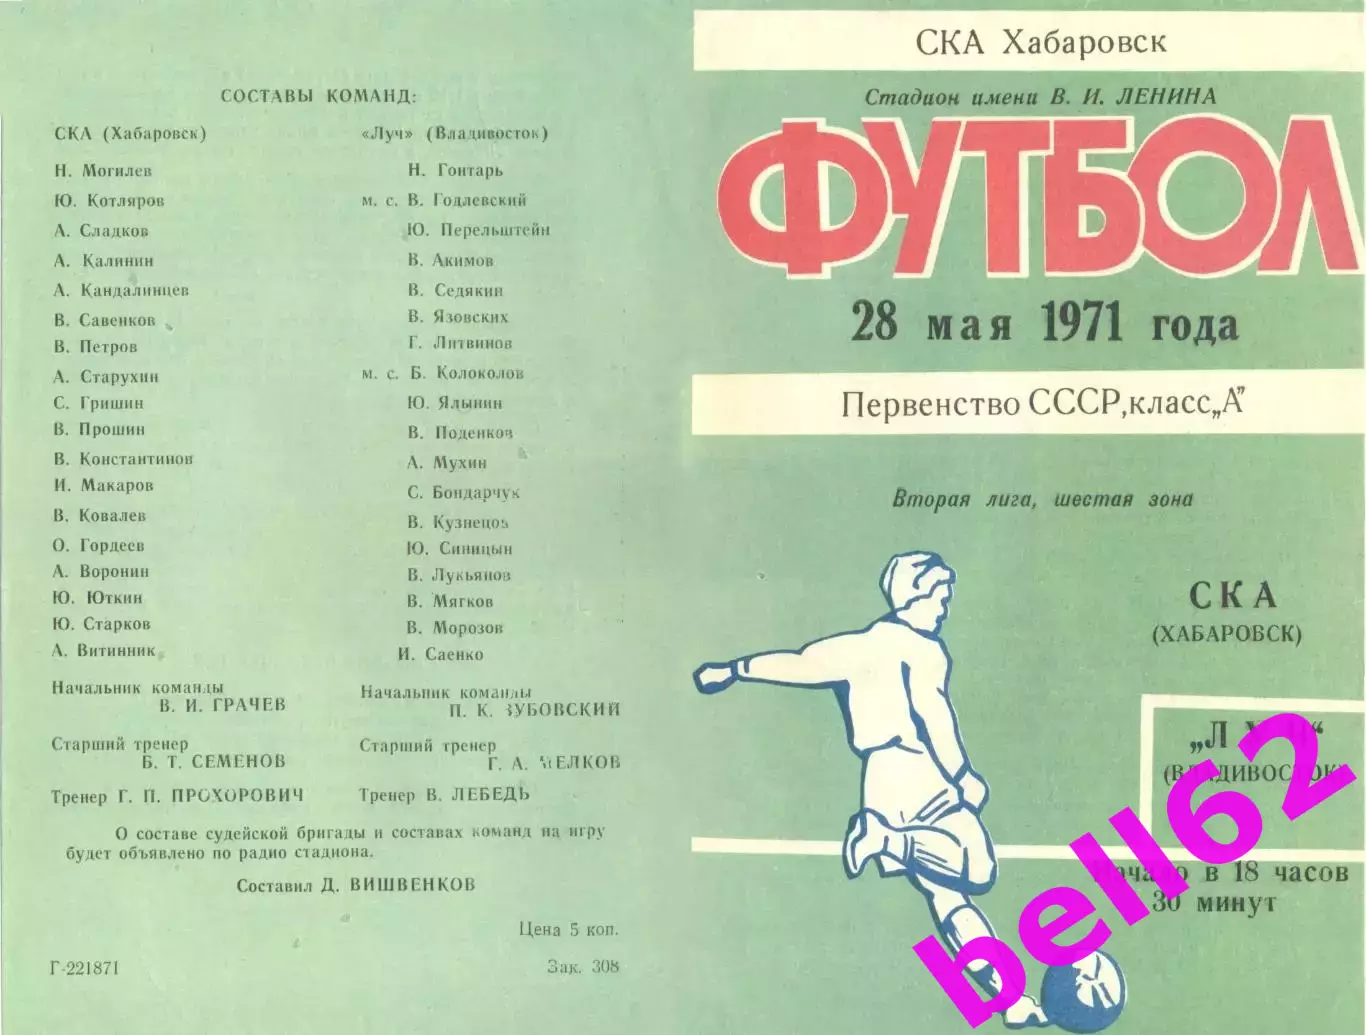 СОСТАВЫ КОМАНД:
СКА (Хабаровск)
Н. Могилев
Ю. Котляров
А. Сладков
А. Калинин
А. Кандалинцев
В. Савенков
В. Петров
А. Старухин
С. Гришин
В. Прошин
В. Константинов
И. Макаров
В. Ковалев
О. Гордеев
А. Воронин
Ю. Юткин
Ю. Старков
А. Витинник
Начальник команды
В. И. ГРАЧЕВ
Старший тренер
Б. Т. СЕМЕНОВ
Тренер Г. П. ПРОХОРОВИЧ
«Луч» (Владивосток)
Н. Гонтарь
м. с. В. Годлевский
Ю. Перельштейн
В. Акимов
В. Седякин
В. Язовских
Г. Литвинов
м. с. Б. Колоколов
Ю. Ялынин
В. Поденков
А. Мухин
С. Бондарчук
В. Кузнецов
Ю. Синицын
В. Лукьянов
В. Мягков
В. Морозов
И. Саенко
Начальник команды
П. К. ЗУБОВСКИЙ
Старший тренер
Г. А. МЕЛКОВ
Тренер В. ЛЕБЕДЬ
О составе судейской бригады и составах команд на игру
будет объявлено по радио стадиона.
Составил Д. ВИШВЕНКОВ
Цена 5 коп.
Г-221871
Зак. 308
СКА Хабаровск
Стадион имени В. И. ЛЕНИНА
ФУТБОЛ
28 мая 1971 года
Первенство СССР, класс „А"
Вторая лига, шестая зона
СКА
(ХАБАРОВСК)
„ЛУЧ"
(ВЛАДИВОСТОК)
Начало в 18 часов
30 минут
bell62